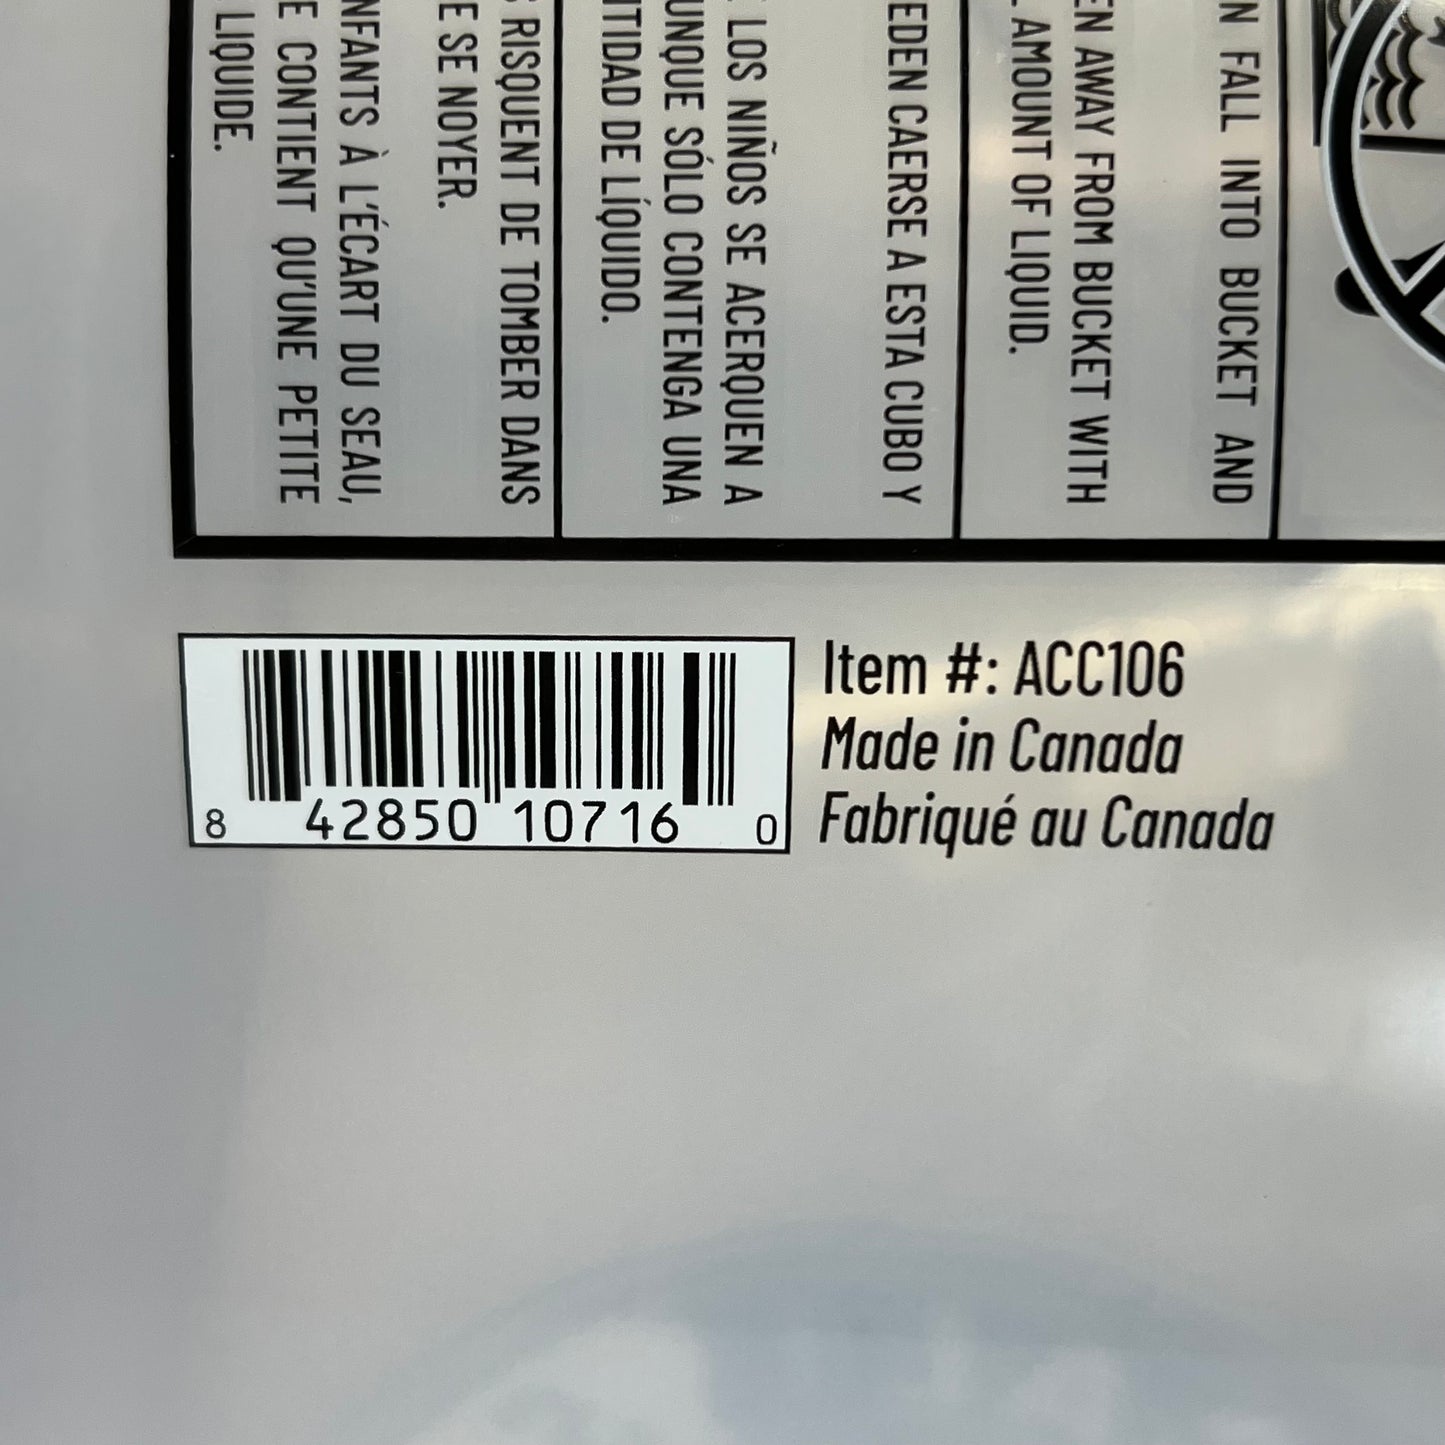 N FALL INTO BUCKET AND
EN AWAY FROM BUCKET WITH
AMOUNT OF LIQUID.
EDEN CAERSE A ESTA CUBO Y
LOS NIÑOS SE ACERQUEN A
UNQUE SÓLO CONTENGA UNA
TIDAD DE LÍQUIDO.
RISQUENT DE TOMBER DANS
E SE NOYER.
NFANTS À L'ÉCART DU SEAU,
E CONTIENT QU'UNE PETITE
LIQUIDE.
8 42850 10716 0
Item #: ACC106
Made in Canada
Fabriqué au Canada